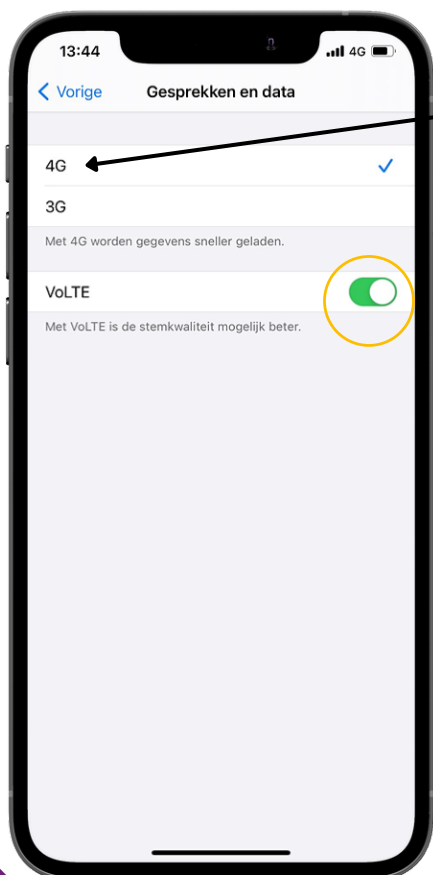 13:44 4G
Vorige Gesprekken en data
4G
3G
Met 4G worden gegevens sneller geladen.
VoLTE
Met VoLTE is de stemkwaliteit mogelijk beter.